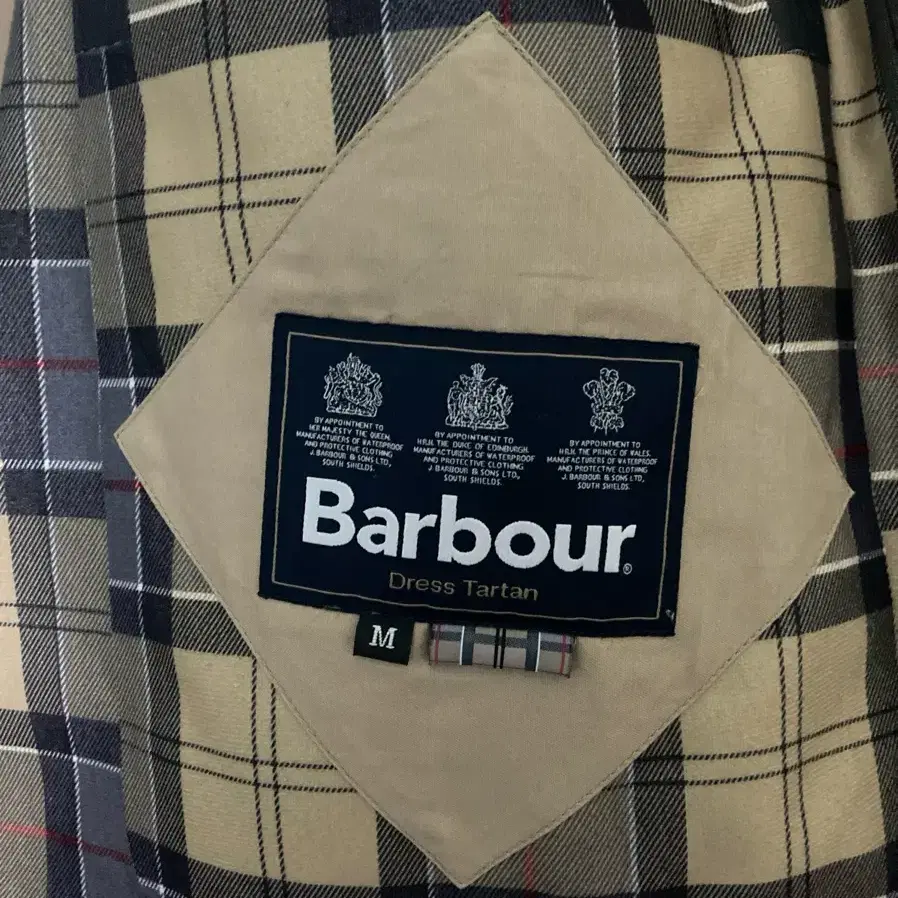 BY APPOINTMENT TO
HER MAJESTY THE QUEEN,
MANUFACTURERS OF WATERPROOF
AND PROTECTIVE CLOTHING
J. BARBOUR & SONS LTD,
SOUTH SHIELDS.
BY APPOINTMENT TO
H.R.H. THE DUKE OF EDINBURGH,
MANUFACTURERS OF WATERPROOF
AND PROTECTIVE CLOTHING
J. BARBOUR & SONS LTD,
SOUTH SHIELDS.
BY APPOINTMENT TO
H.R.H. THE PRINCE OF WALES,
MANUFACTURERS OF WATERPROOF
AND PROTECTIVE CLOTHING
J. BARBOUR & SONS LTD,
SOUTH SHIELDS.
Barbour®
Dress Tartan
M